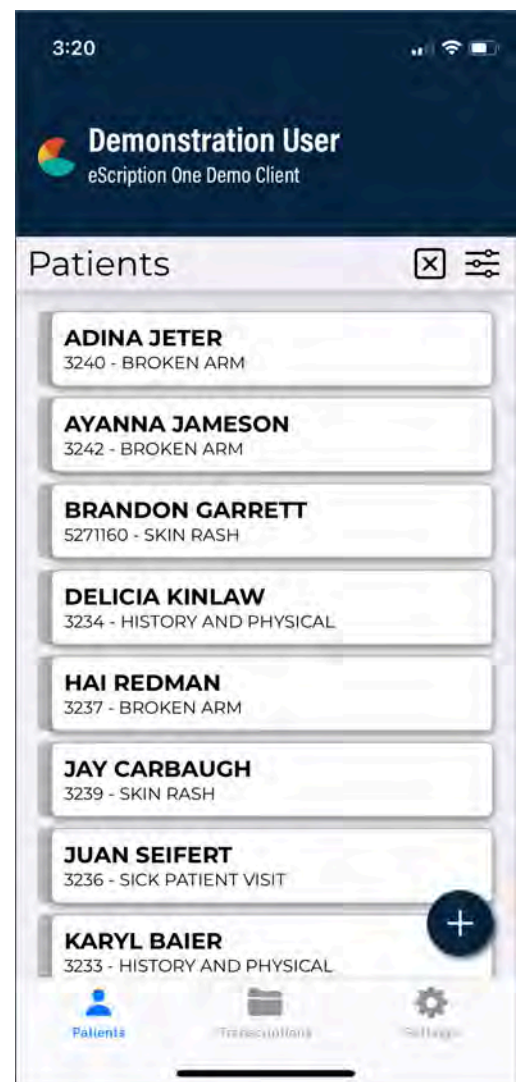 3:20
Demonstration User
eScription One Demo Client
Patients
ADINA JETER
3240 - BROKEN ARM
AYANNA JAMESON
3242 - BROKEN ARM
BRANDON GARRETT
5271160 - SKIN RASH
DELICIA KINLAW
3234 - HISTORY AND PHYSICAL
HAI REDMAN
3237 - BROKEN ARM
JAY CARBAUGH
3239 - SKIN RASH
JUAN SEIFERT
3236 - SICK PATIENT VISIT
KARYL BAIER
3233 - HISTORY AND PHYSICAL
Patients Transcriptions Settings